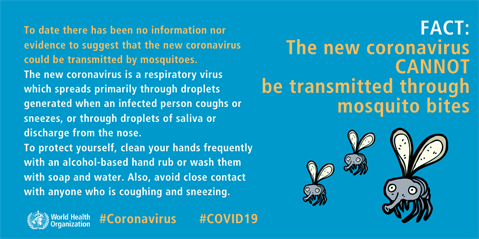 To date there has been no information nor
evidence to suggest that the new coronavirus
could be transmitted by mosquitoes.
The new coronavirus is a respiratory virus
which spreads primarily through droplets
generated when an infected person coughs or
sneezes, or through droplets of saliva or
discharge from the nose.
To protect yourself, clean your hands frequently
with an alcohol-based hand rub or wash them
with soap and water. Also, avoid close contact
with anyone who is coughing and sneezing.
World Health
Organization
#Coronavirus
#COVID19
FACT:
The new coronavirus
CANNOT
be transmitted through
mosquito bites